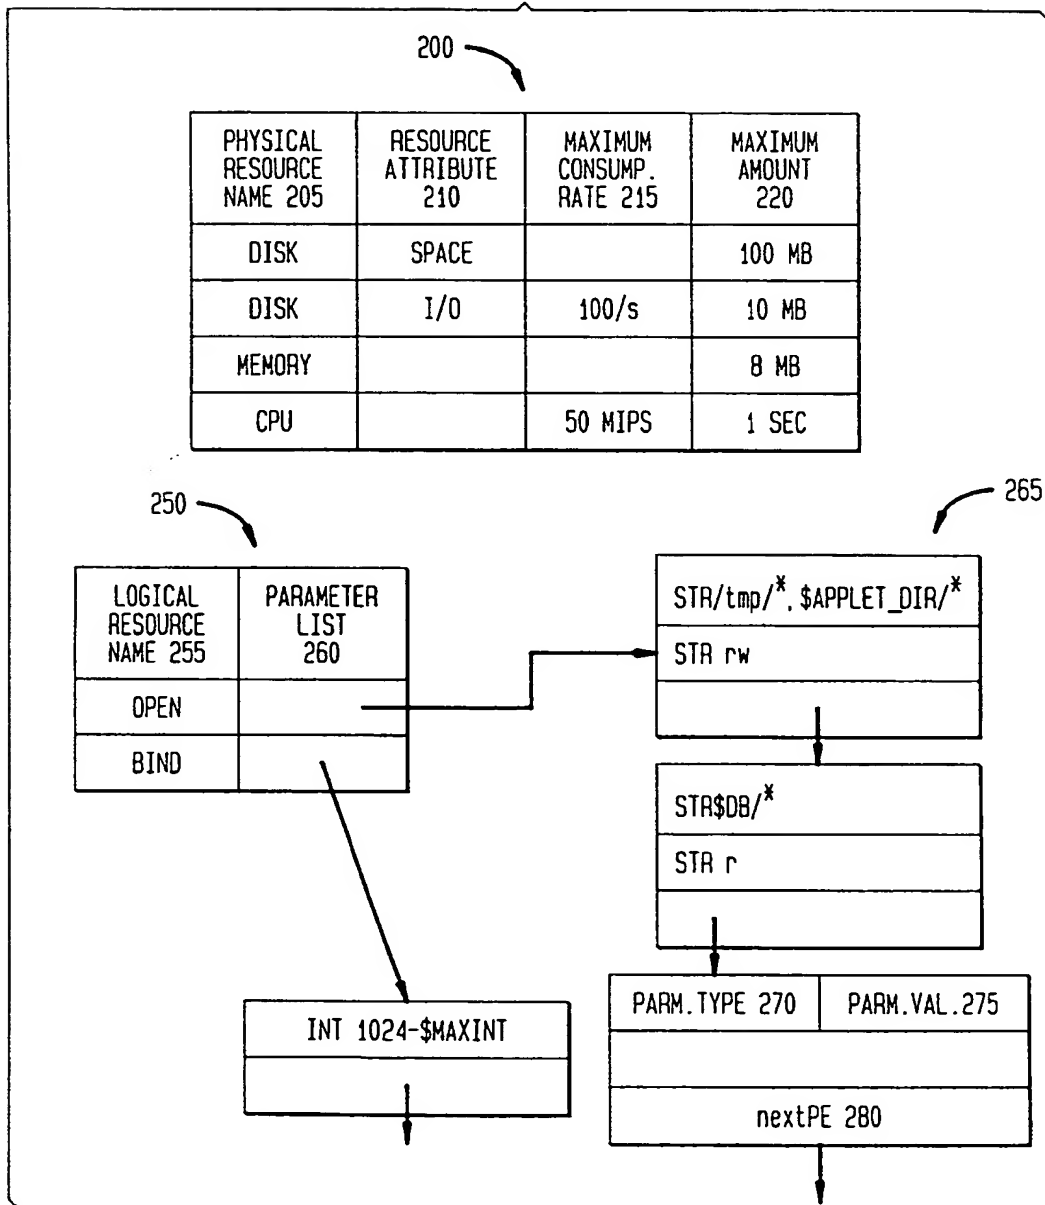 200
PHYSICAL RESOURCE NAME 205 RESOURCE ATTRIBUTE 210 MAXIMUM CONSUMP. RATE 215 MAXIMUM AMOUNT 220
DISK SPACE 100 MB
DISK I/O 100/s 10 MB
MEMORY 8 MB
CPU 50 MIPS 1 SEC
250
LOGICAL RESOURCE NAME 255 PARAMETER LIST 260
OPEN
BIND
265
STR/tmp/*, $APPLET_DIR/*
STR rw
STR$DB/*
STR r
PARM.TYPE 270 PARM.VAL.275
nextPE 280
INT 1024-$MAXINT